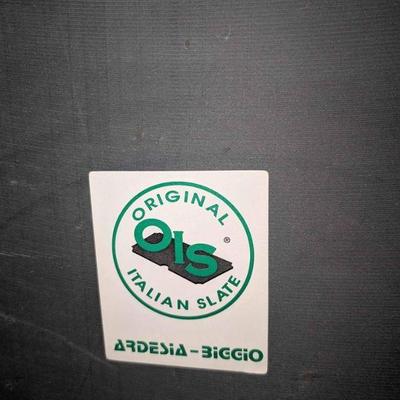 ORIGINAL
OIS ®
ITALIAN SLATE
ARDESiA-BiGGiO